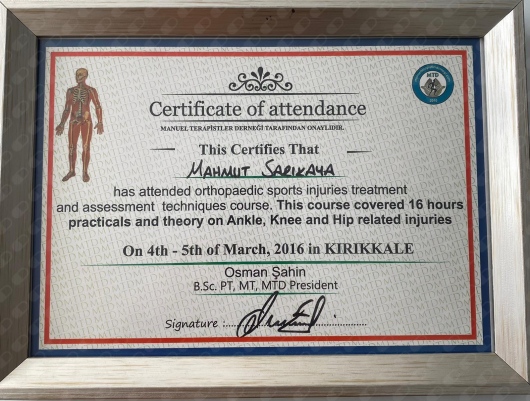 MTD
Certificate of attendance
MANUEL TERAPİSTLER DERNEĞİ TARAFINDAN ONAYLIDIR.
This Certifies That
MAHMUT SARIKAYA
has attended orthopaedic sports injuries treatment
and assessment techniques course. This course covered 16 hours
practicals and theory on Ankle, Knee and Hip related injuries
On 4th - 5th of March, 2016 in KIRIKKALE
Osman Şahin
B.Sc. PT, MT, MTD President
Signature :